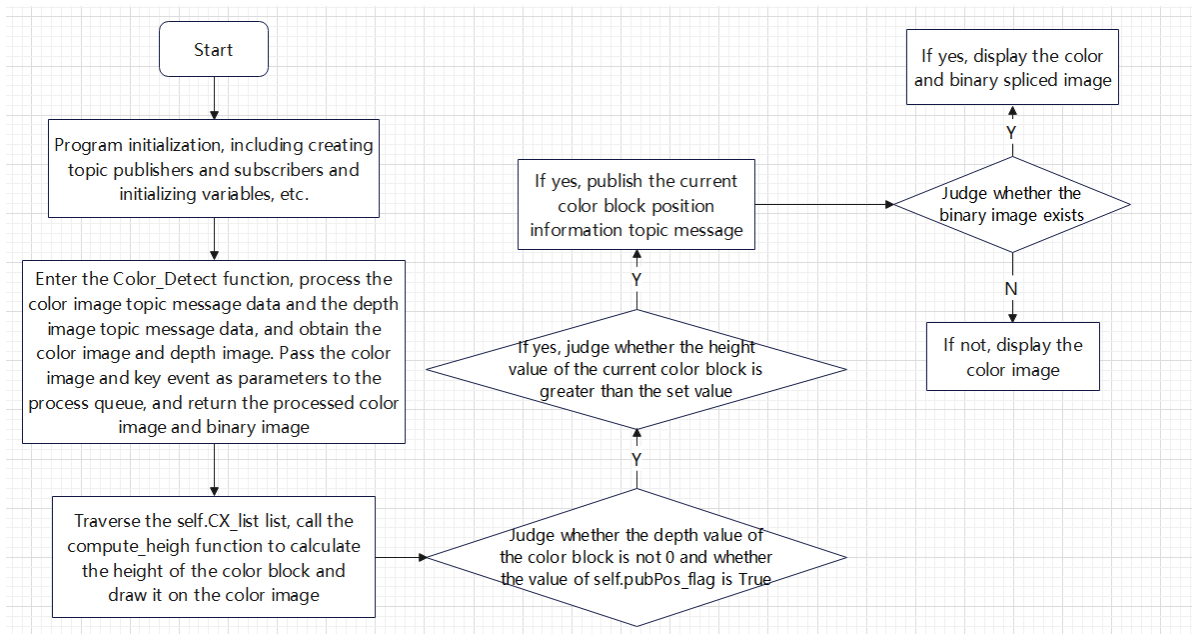 Start
Program initialization, including creating
topic publishers and subscribers and
initializing variables, etc.
Enter the Color_Detect function, process the
color image topic message data and the depth
image topic message data, and obtain the
color image and depth image. Pass the color
image and key event as parameters to the
process queue, and return the processed color
image and binary image
Traverse the self.CX_list list, call the
compute_heigh function to calculate
the height of the color block and
draw it on the color image
Judge whether the depth value of
the color block is not 0 and whether
the value of self.pubPos_flag is True
Y
If yes, judge whether the height
value of the current color block is
greater than the set value
Y
If yes, publish the current
color block position
information topic message
Judge whether the
binary image exists
Y
If yes, display the color
and binary spliced image
N
If not, display the
color image